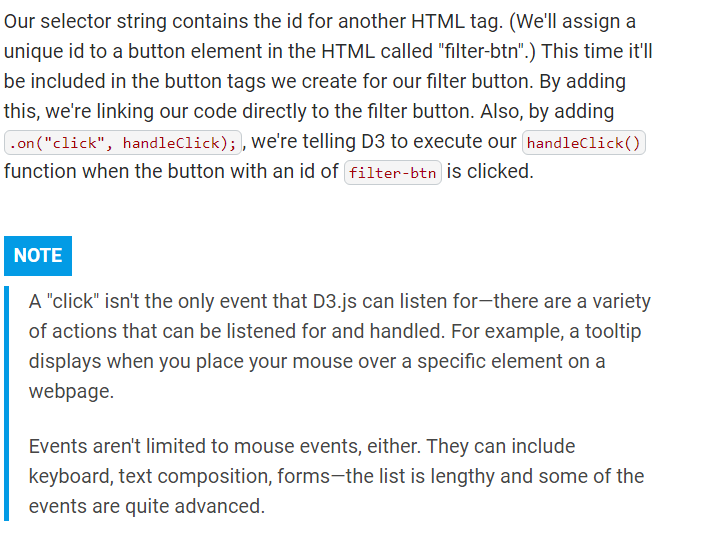 Our selector string contains the id for another HTML tag. (We'll assign a
unique id to a button element in the HTML called "filter-btn".) This time it'll
be included in the button tags we create for our filter button. By adding
this, we're linking our code directly to the filter button. Also, by adding
.on("click", handleClick);, we're telling D3 to execute our handleClick()
function when the button with an id of filter-btn is clicked.
NOTE
A "click" isn't the only event that D3.js can listen for—there are a variety
of actions that can be listened for and handled. For example, a tooltip
displays when you place your mouse over a specific element on a
webpage.
Events aren't limited to mouse events, either. They can include
keyboard, text composition, forms—the list is lengthy and some of the
events are quite advanced.